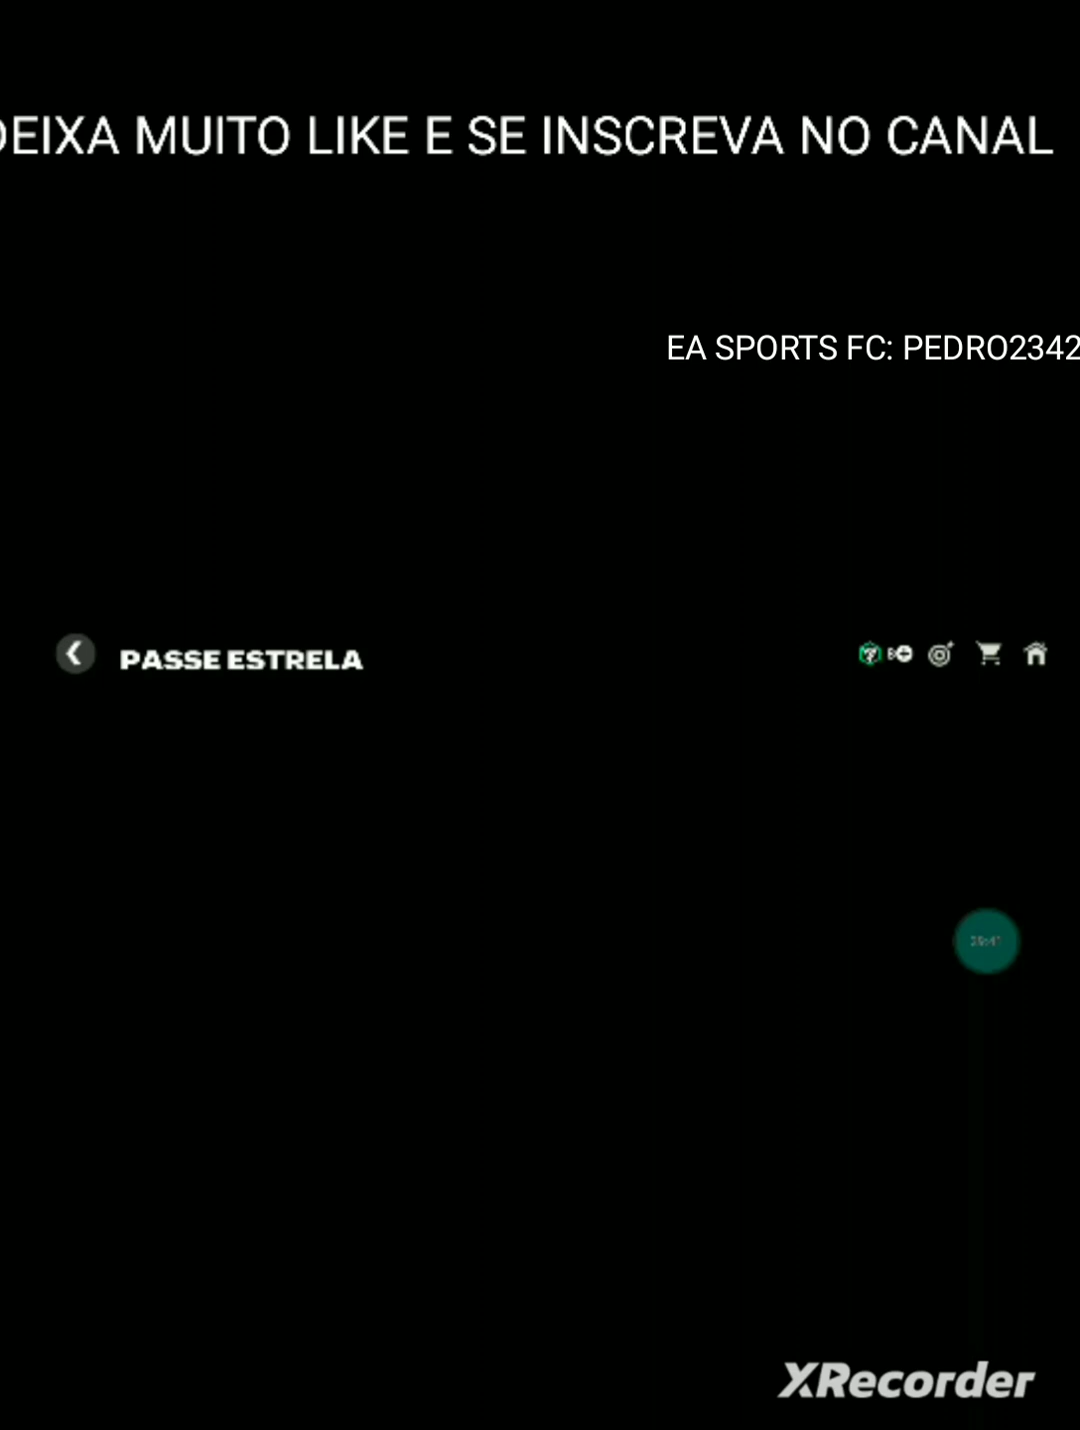 DEIXA MUITO LIKE E SE INSCREVA NO CANAL
EA SPORTS FC: PEDRO2342
PASSE ESTRELA
XRecorder